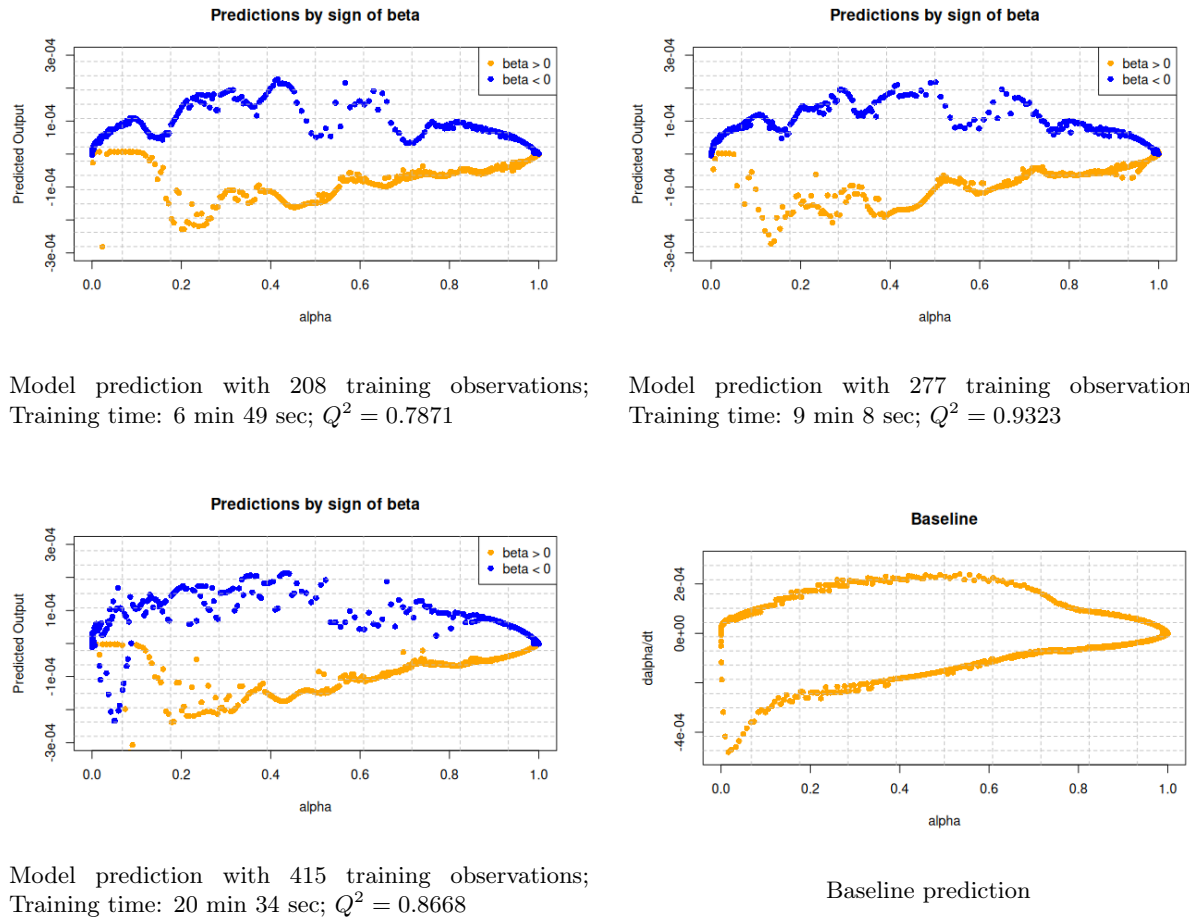 Predictions by sign of beta
Predicted Output
3e-04
1e-04
-1e-04
-3e-04
beta > 0
beta < 0
0.0 0.2 0.4 0.6 0.8 1.0
alpha
Model prediction with 208 training observations;
Training time: 6 min 49 sec; Q² = 0.7871
Predictions by sign of beta
Predicted Output
3e-04
1e-04
-1e-04
-3e-04
beta > 0
beta < 0
0.0 0.2 0.4 0.6 0.8 1.0
alpha
Model prediction with 277 training observation
Training time: 9 min 8 sec; Q² = 0.9323
Predictions by sign of beta
Predicted Output
3e-04
1e-04
-1e-04
-3e-04
beta > 0
beta < 0
0.0 0.2 0.4 0.6 0.8 1.0
alpha
Model prediction with 415 training observations;
Training time: 20 min 34 sec; Q² = 0.8668
Baseline
dalpha/dt
2e-04
0e+00
-4e-04
0.0 0.2 0.4 0.6 0.8 1.0
alpha
Baseline prediction